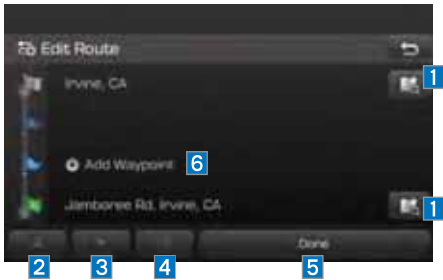 Edit Route
Irvine, CA
1
Add Waypoint 6
Jamboree Rd, Irvine, CA
1
Done
2 3 4 5